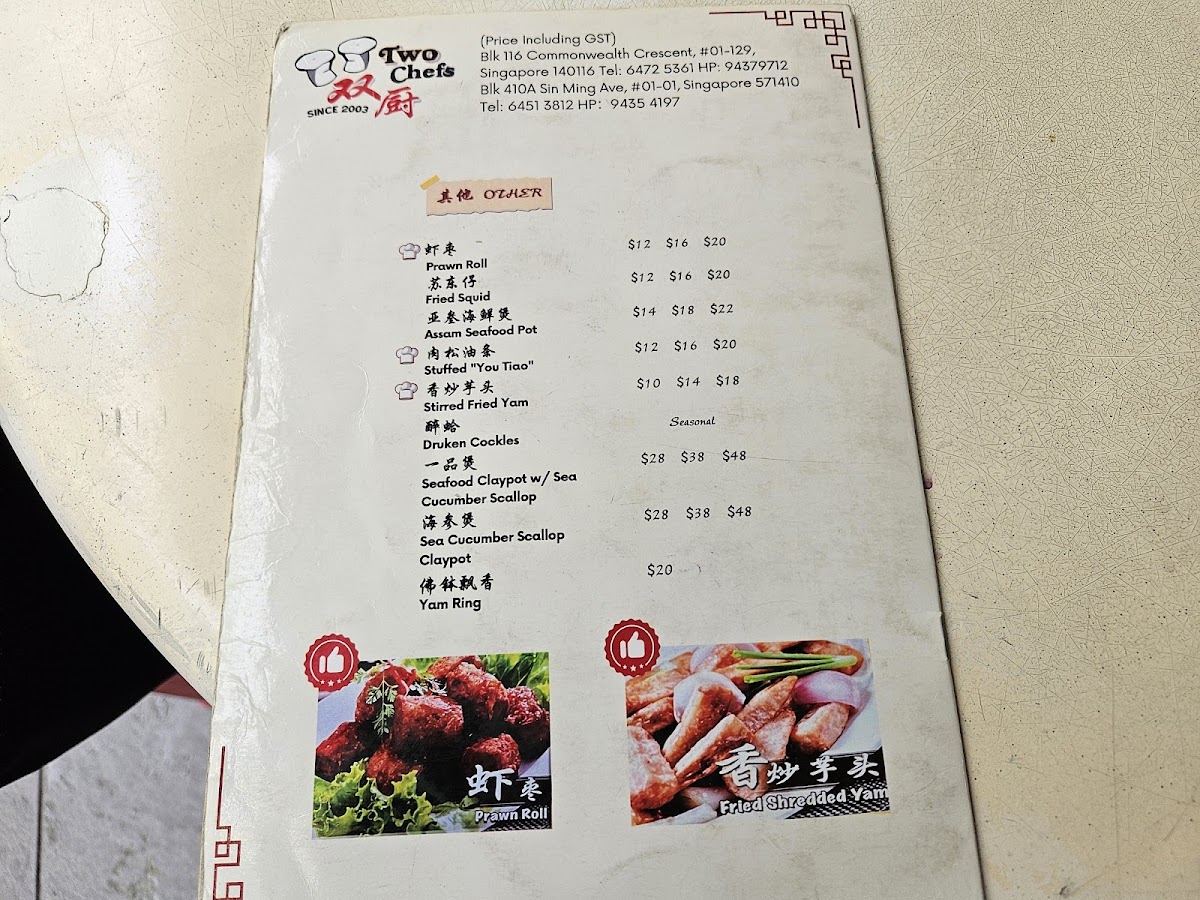 Two
Chefs
双厨
SINCE 2003
(Price Including GST)
Blk 116 Commonwealth Crescent, #01-129,
Singapore 140116 Tel: 6472 5361 HP: 94379712
Blk 410A Sin Ming Ave, #01-01, Singapore 571410
Tel: 6451 3812 HP: 9435 4197
其他 OTHER
虾枣 $12 $16 $20
Prawn Roll
苏东仔 $12 $16 $20
Fried Squid
亚叁海鲜煲 $14 $18 $22
Assam Seafood Pot
肉松油条 $12 $16 $20
Stuffed "You Tiao"
香炒芋头 $10 $14 $18
Stirred Fried Yam
醉蛤 Seasonal
Druken Cockles
一品煲 $28 $38 $48
Seafood Claypot w/ Sea
Cucumber Scallop
海参煲 $28 $38 $48
Sea Cucumber Scallop
Claypot
佛钵飘香 $20
Yam Ring
虾枣
Prawn Roll
香炒芋头
Fried Shredded Yam